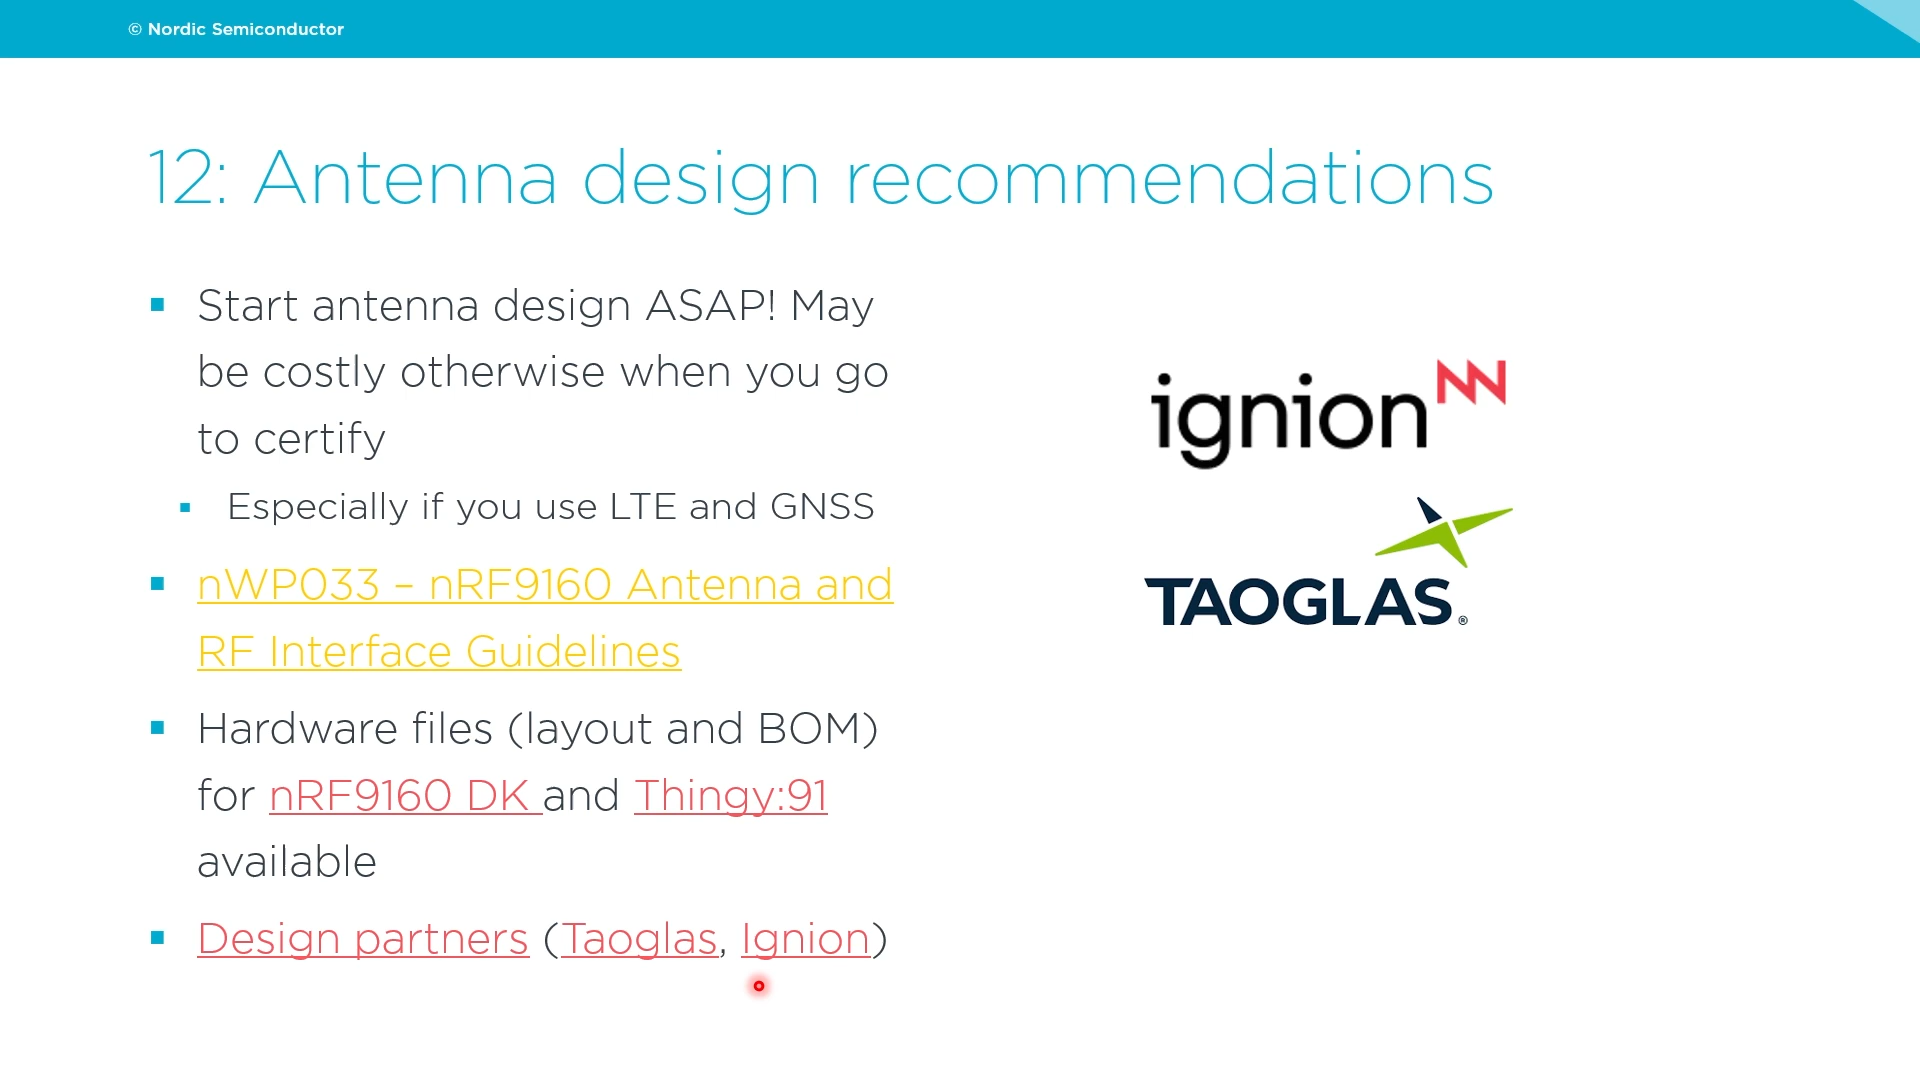 © Nordic Semiconductor
12: Antenna design recommendations
Start antenna design ASAP! May
be costly otherwise when you go
to certify
Especially if you use LTE and GNSS
nWP033 – nRF9160 Antenna and
RF Interface Guidelines
Hardware files (layout and BOM)
for nRF9160 DK and Thingy:91
available
Design partners (Taoglas, Ignion)
ignion
TAOGLAS®